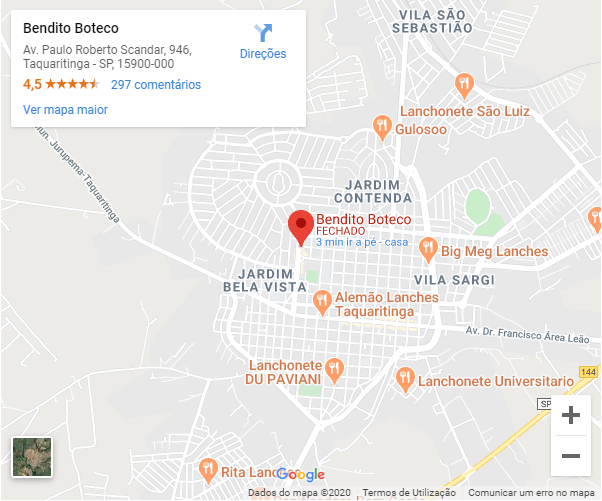 Bendito Boteco
Av. Paulo Roberto Scandar, 946,
Taquaritinga - SP, 15900-000
4,5
297 comentários
Ver mapa maior
Direções
VILA SÃO
SEBASTIÃO
Lanchonete São Luiz
Gulosoo
Mun. Jurupema-Taquaritinga
JARDIM
CONTENDA
Bendito Boteco
FECHADO
3 min ir a pé - casa
Big Meg Lanches
JARDIM
BELA VISTA
VILA SARGI
Alemão Lanches
Taquaritinga
Av. Dr. Francisco Área Leão
Lanchonete
DU PAVIANI
144
Lanchonete Universitario
SP
+
−
Rita Lanc
Google
Dados do mapa ©2020
Termos de Utilização
Comunicar um erro no mapa